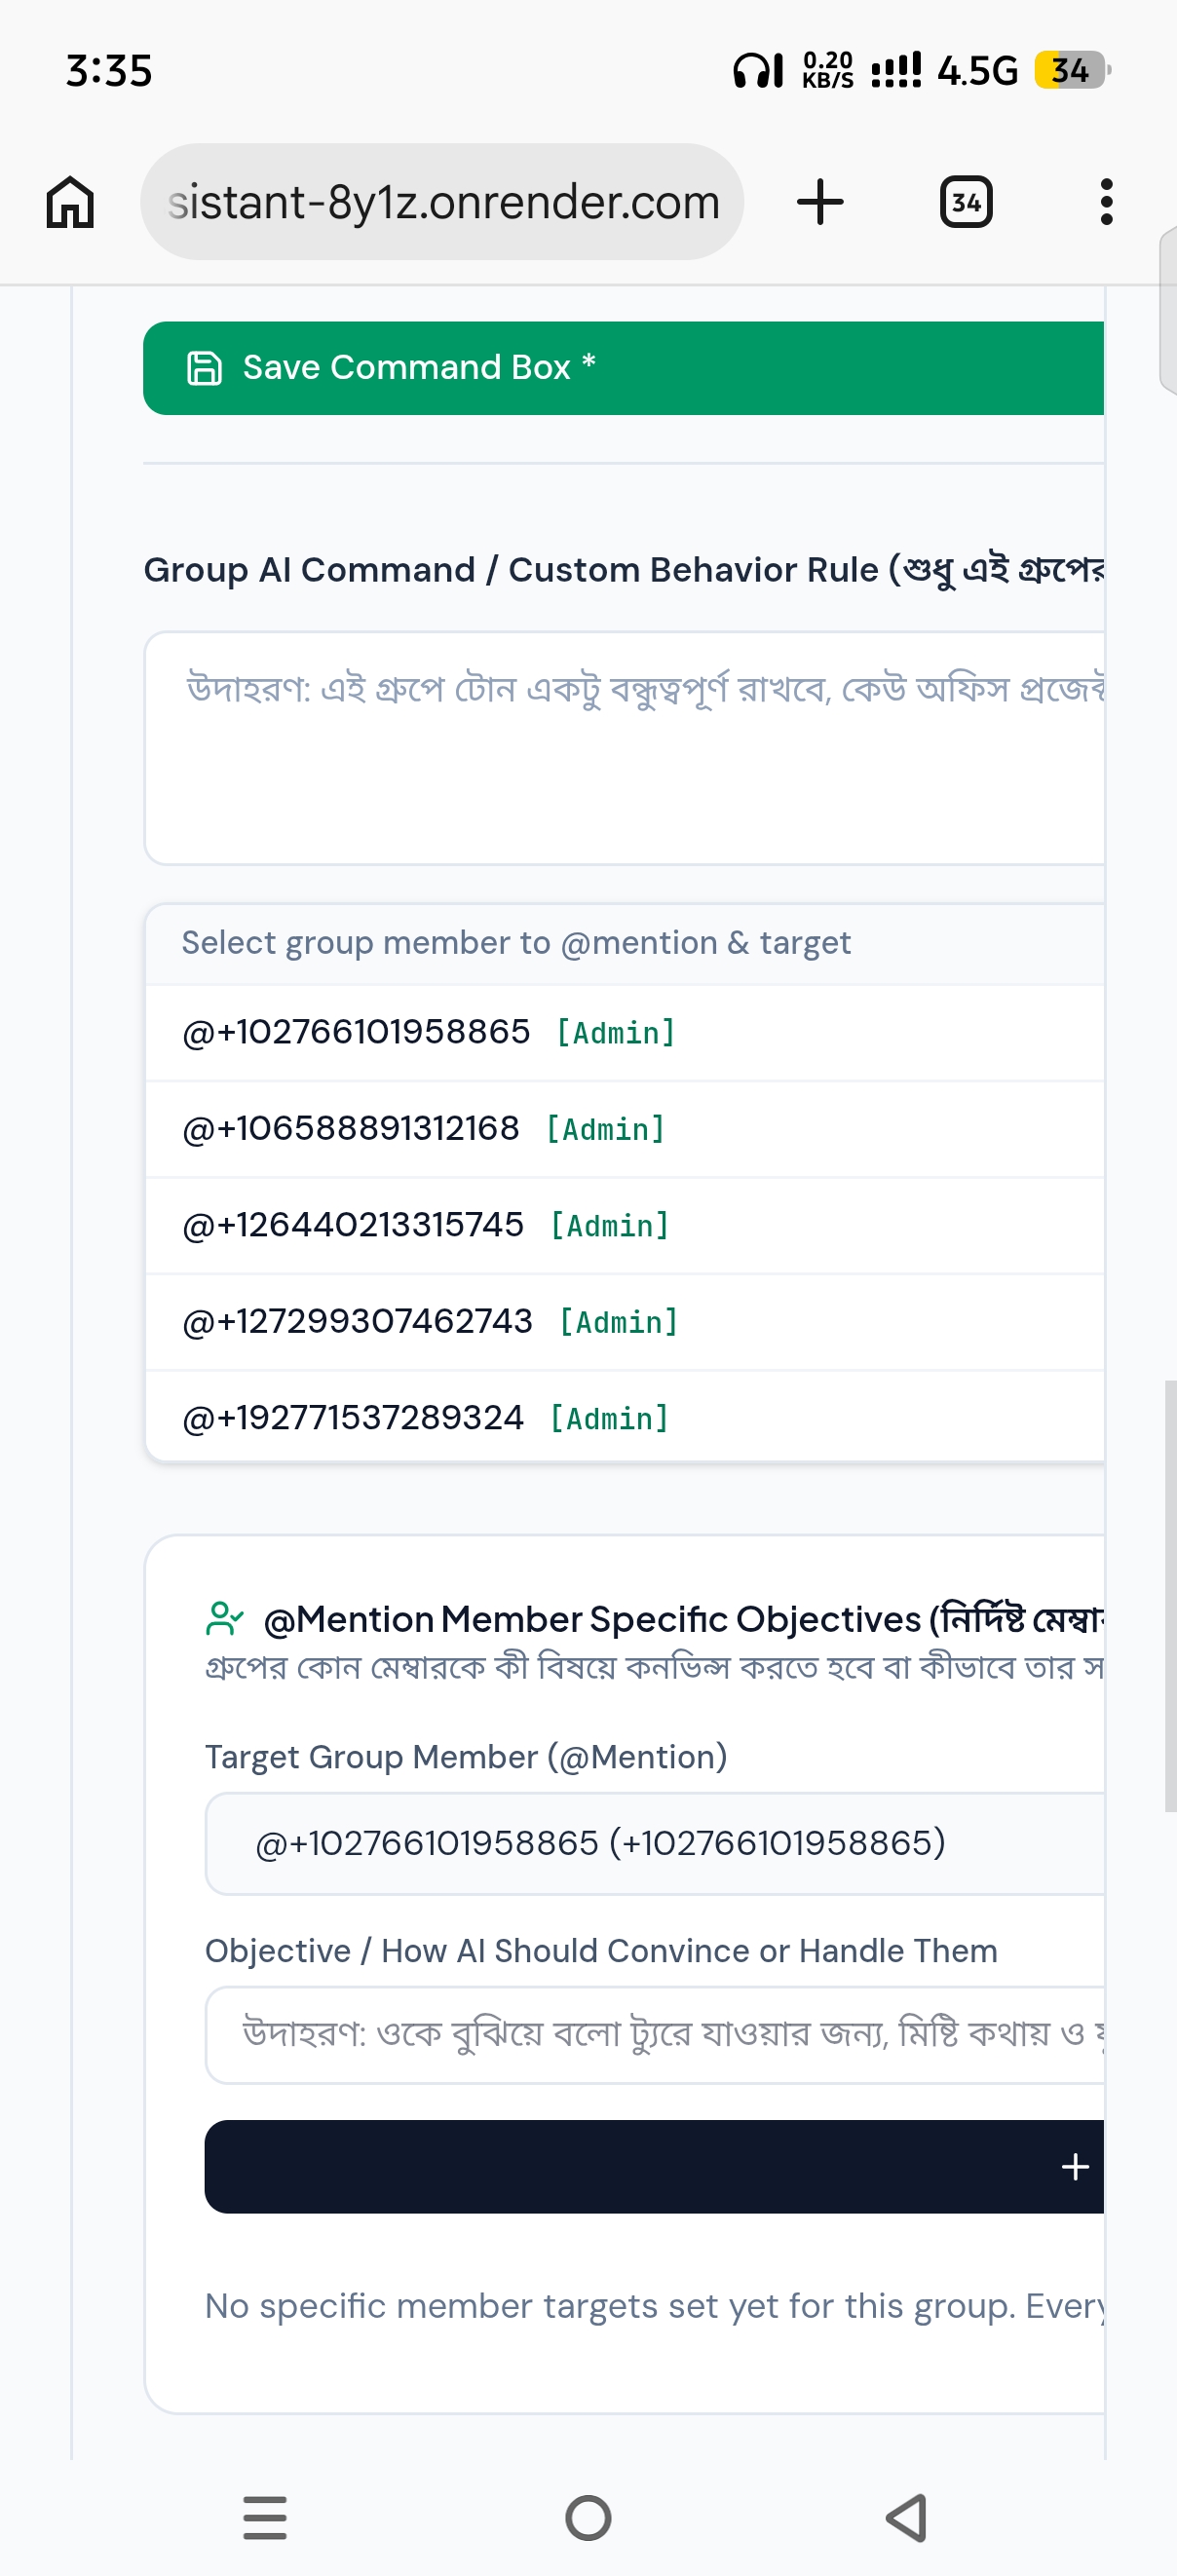 3:35
0.20 KB/S 4.5G 34
sistant-8y1z.onrender.com
34
Save Command Box *
Group AI Command / Custom Behavior Rule (শুধু এই গ্রুপের
উদাহরণ: এই গ্রুপে টোন একটু বন্ধুত্বপূর্ণ রাখবে, কেউ অফিস প্রজেক্ট
Select group member to @mention & target
@+102766101958865 [Admin]
@+106588891312168 [Admin]
@+126440213315745 [Admin]
@+127299307462743 [Admin]
@+192771537289324 [Admin]
@Mention Member Specific Objectives (নির্দিষ্ট মেম্বার
গ্রুপের কোন মেম্বারকে কী বিষয়ে কনভিন্স করতে হবে বা কীভাবে তার স
Target Group Member (@Mention)
@+102766101958865 (+102766101958865)
Objective / How AI Should Convince or Handle Them
উদাহরণ: ওকে বুঝিয়ে বলো ট্যুরে যাওয়ার জন্য, মিষ্টি কথায় ও
No specific member targets set yet for this group. Every